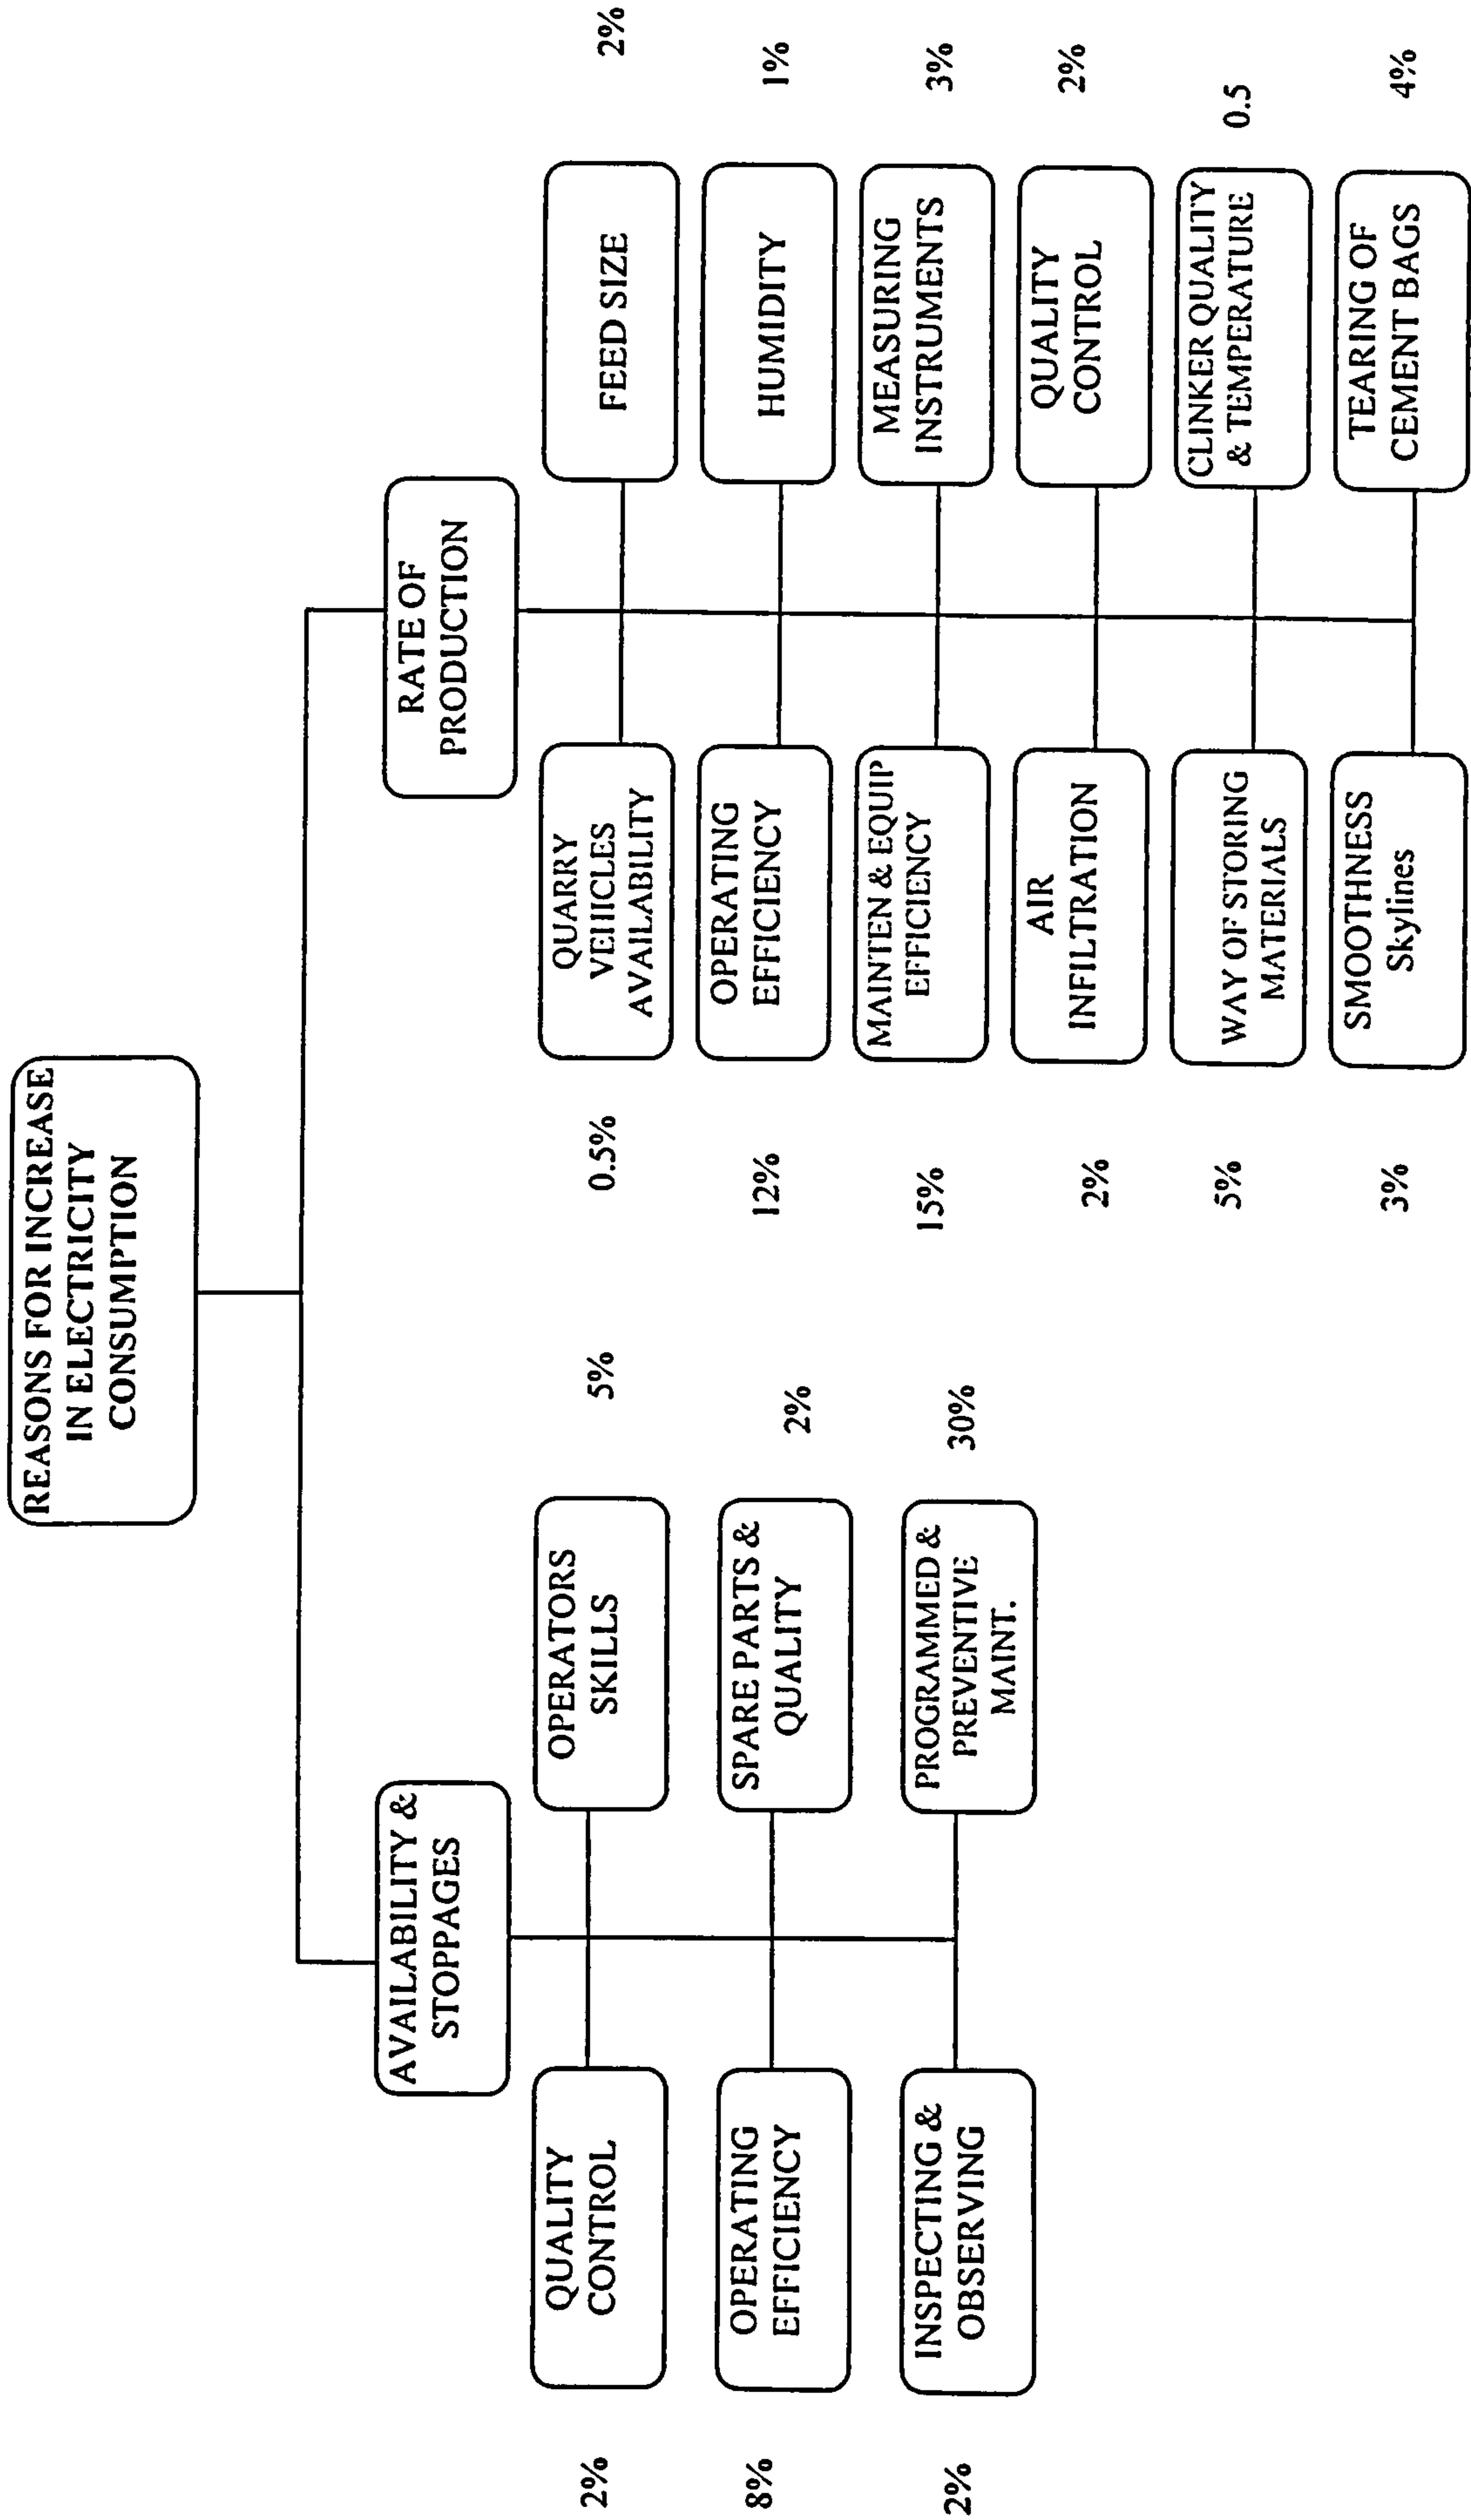 REASONS FOR INCREASE
IN ELECTRICITY
CONSUMPTION
AVAILABILITY &
STOPPAGES
RATE OF
PRODUCTION
2%
QUALITY
CONTROL
OPERATORS
SKILLS
5%
8%
OPERATING
EFFICIENCY
SPARE PARTS &
QUALITY
2%
2%
INSPECTING &
OBSERVING
PROGRAMMED &
PREVENTIVE
MAINT.
30%
0.5%
QUARRY
VEHICLES
AVAILABILITY
FEED SIZE
2%
12%
OPERATING
EFFICIENCY
HUMIDITY
1%
15%
MAINTEN & EQUIP
EFFICIENCY
MEASURING
INSTRUMENTS
3%
2%
AIR
INFILTRATION
QUALITY
CONTROL
2%
5%
WAY OF STORING
MATERIALS
CLINKER QUALITY
& TEMPERATURE
0.5
3%
SMOOTHNESS
Skylines
TEARING OF
CEMENT BAGS
4%